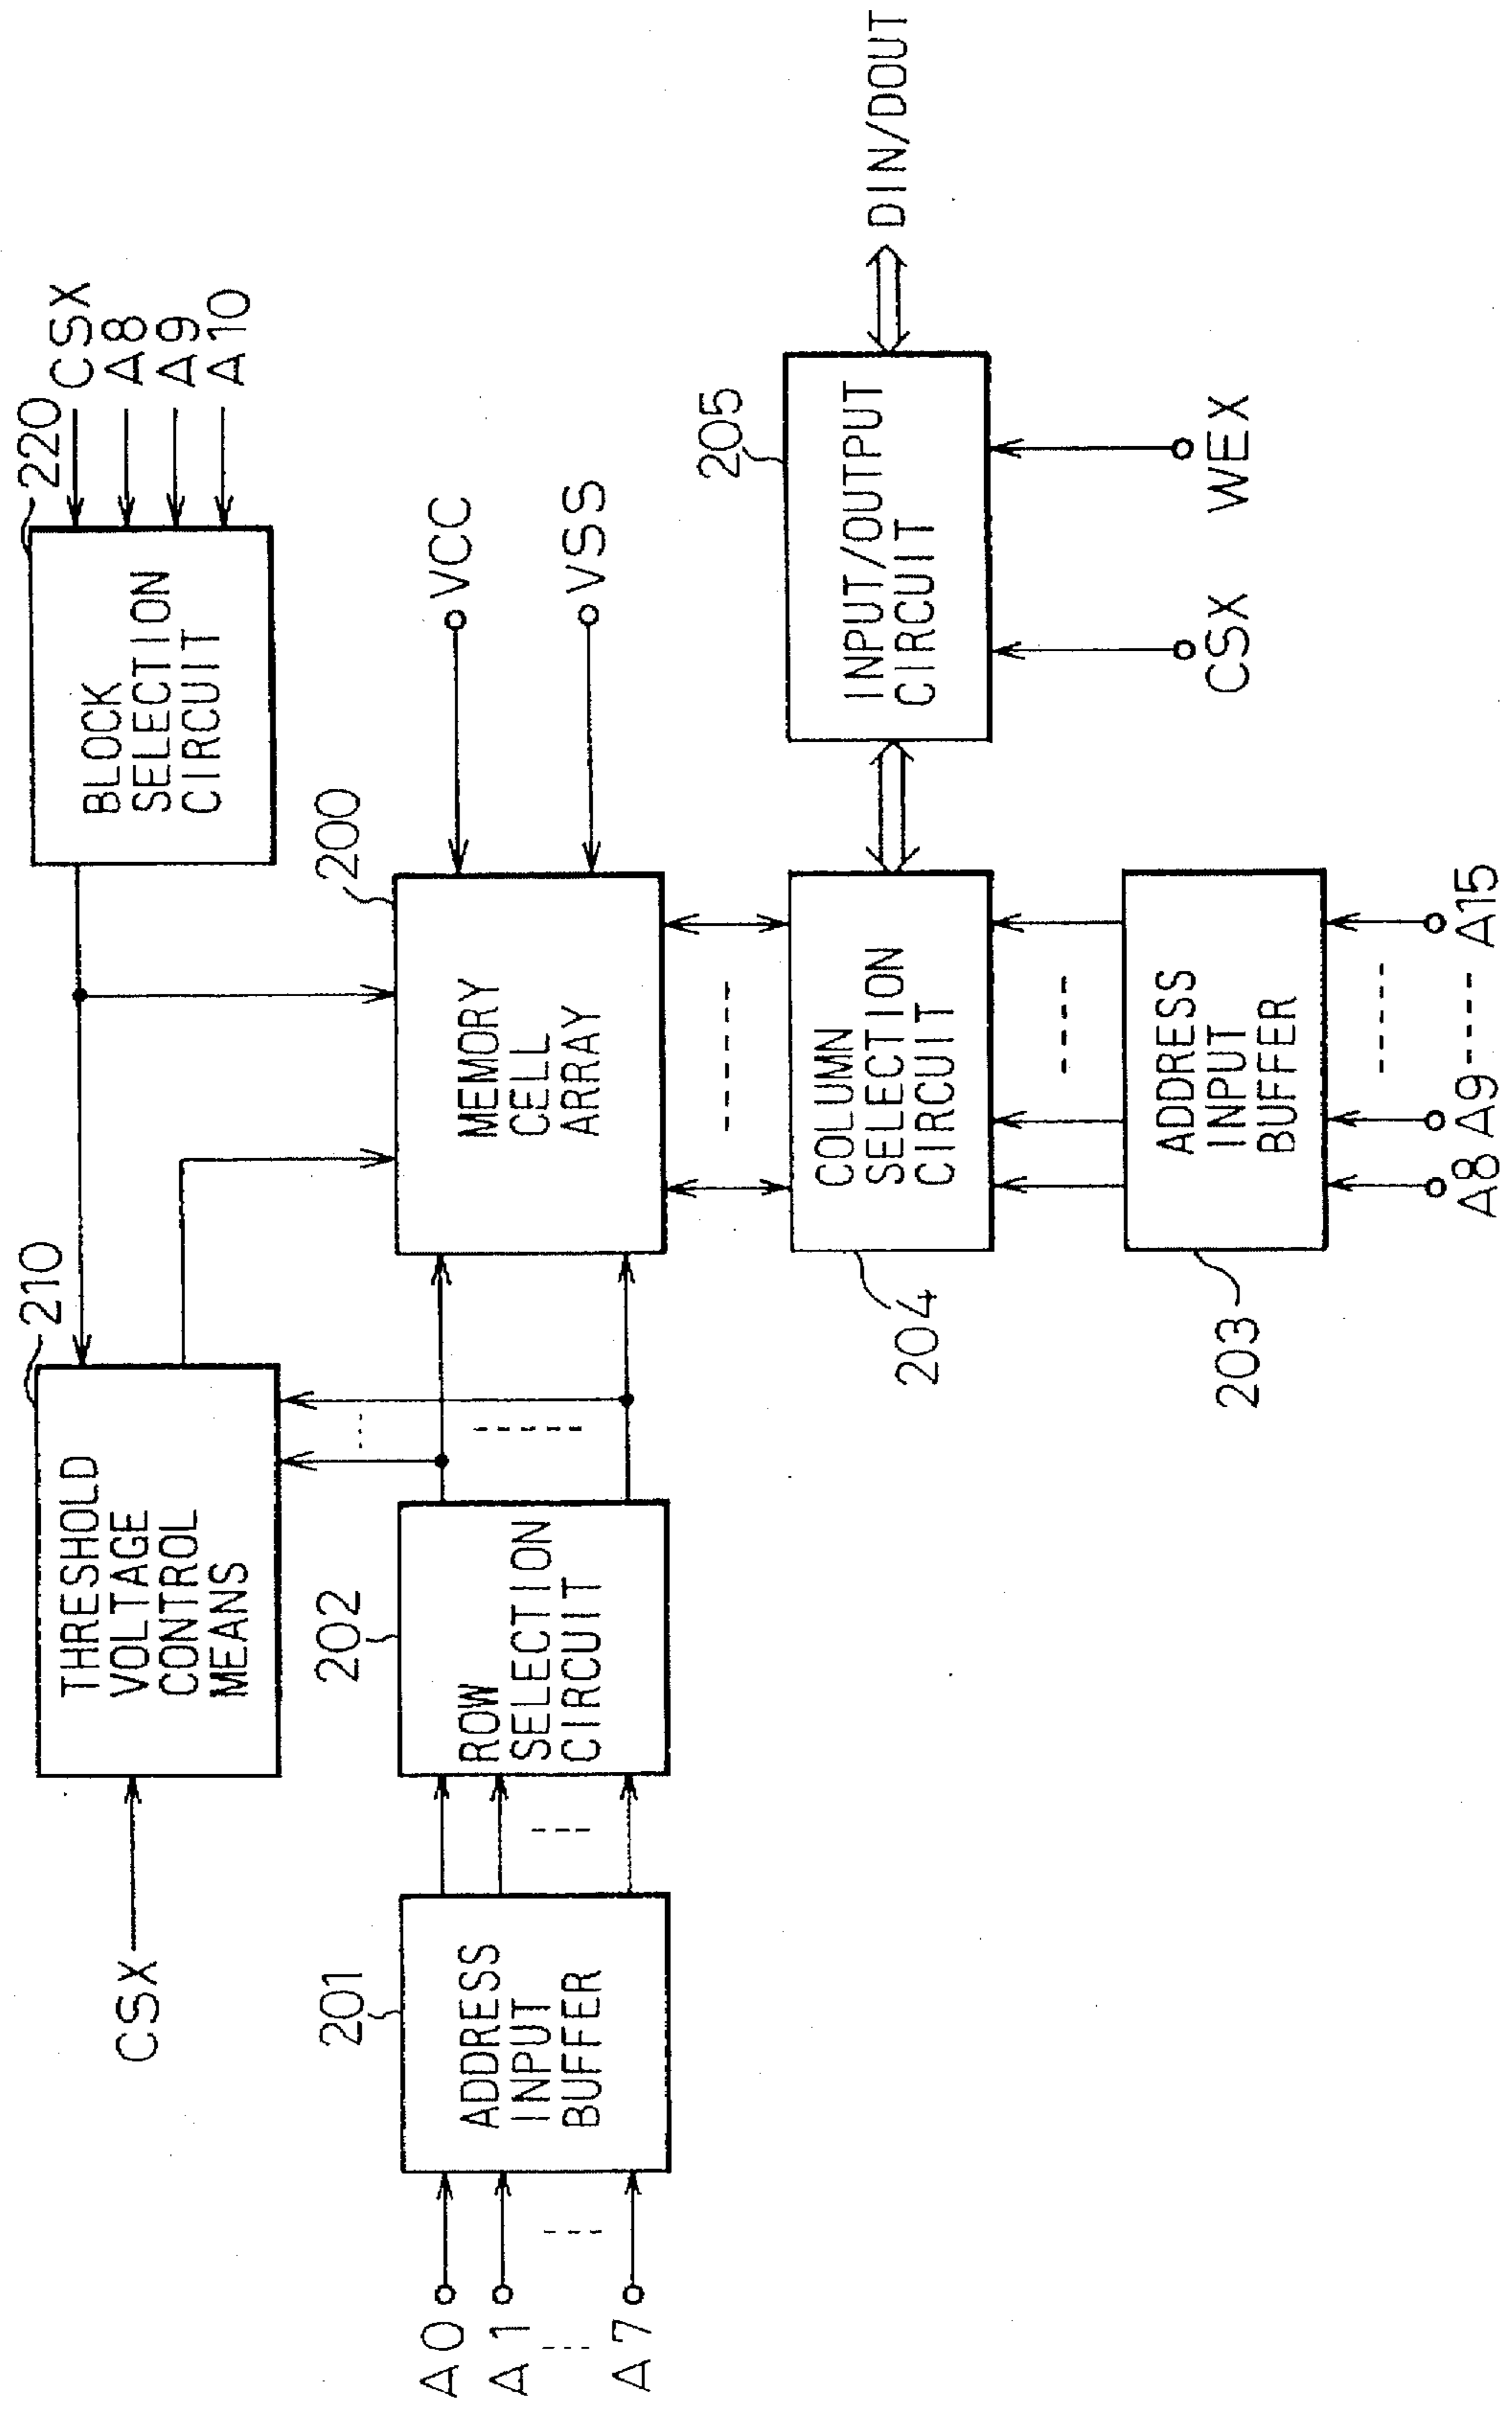 210
THRESHOLD
VOLTAGE
CONTROL
MEANS
CSX
220
BLOCK
SELECTION
CIRCUIT
CSX
A8
A9
A10
201
ADDRESS
INPUT
BUFFER
A0
A1
A7
202
ROW
SELECTION
CIRCUIT
200
MEMORY
CELL
ARRAY
VCC
VSS
204
COLUMN
SELECTION
CIRCUIT
205
INPUT/OUTPUT
CIRCUIT
DIN/DOUT
CSX
WEX
203
ADDRESS
INPUT
BUFFER
A8 A9 ---- A15